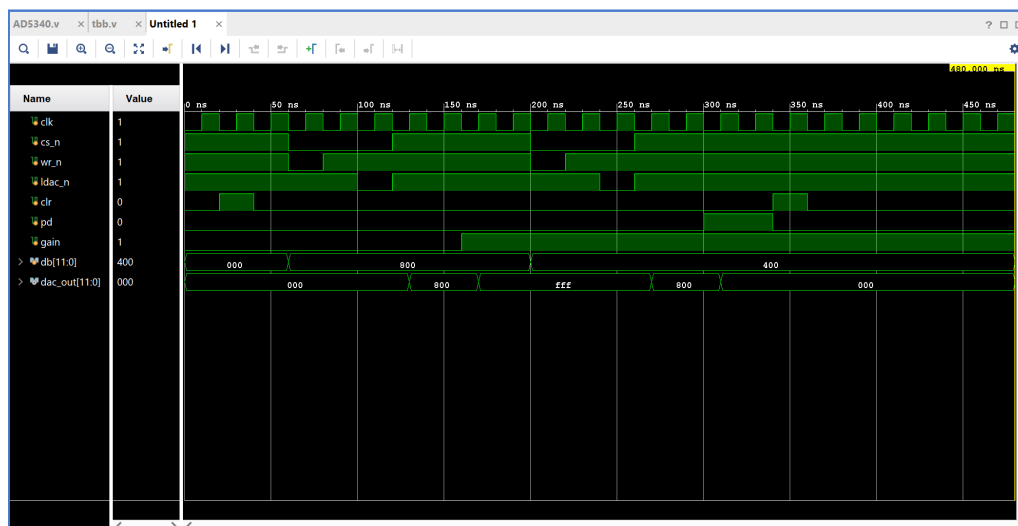 AD5340.v × tbb.v × Untitled 1 ×
?
480.000 ns
Name Value
0 ns 50 ns 100 ns 150 ns 200 ns 250 ns 300 ns 350 ns 400 ns 450 ns
clk 1
cs_n 1
wr_n 1
ldac_n 1
clr 0
pd 0
gain 1
db[11:0] 400 000 800 400
dac_out[11:0] 000 000 800 fff 800 000